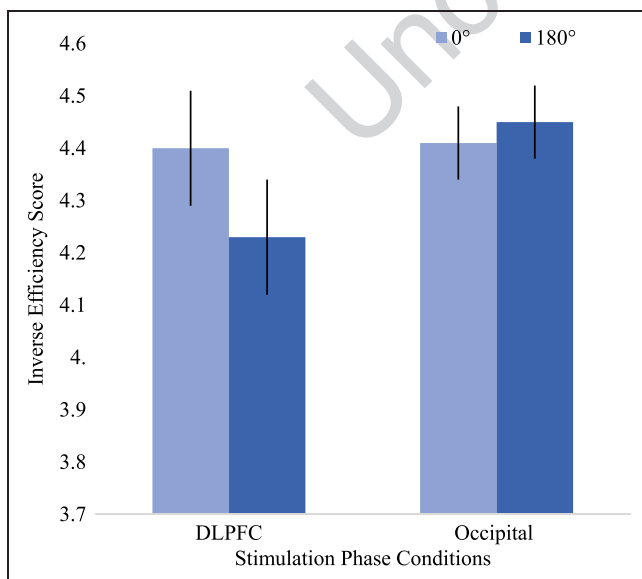 Unc
0° 180°
4.6
4.5
4.4
4.3
4.2
4.1
4.
3.9
3.8
3.7
Inverse Efficiency Score
DLPFC Occipital
Stimulation Phase Conditions